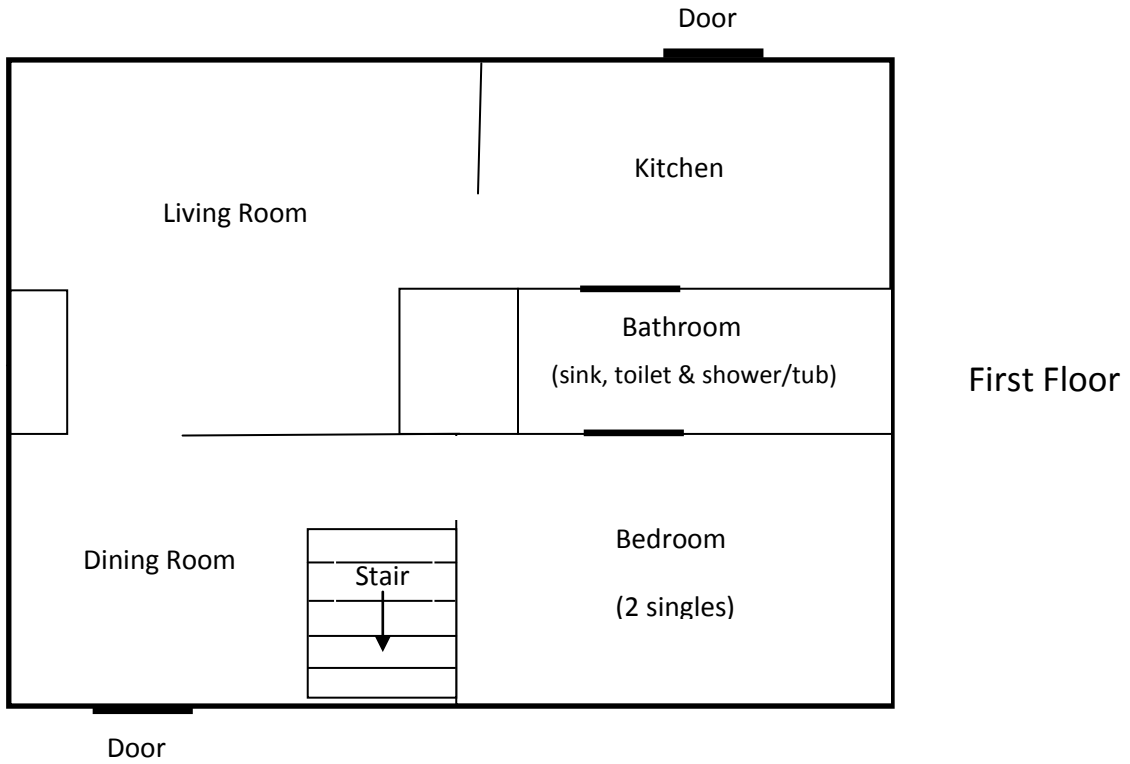 Door
Kitchen
Living Room
Bathroom
(sink, toilet & shower/tub)
First Floor
Bedroom
Dining Room
Stair
(2 singles)
Door